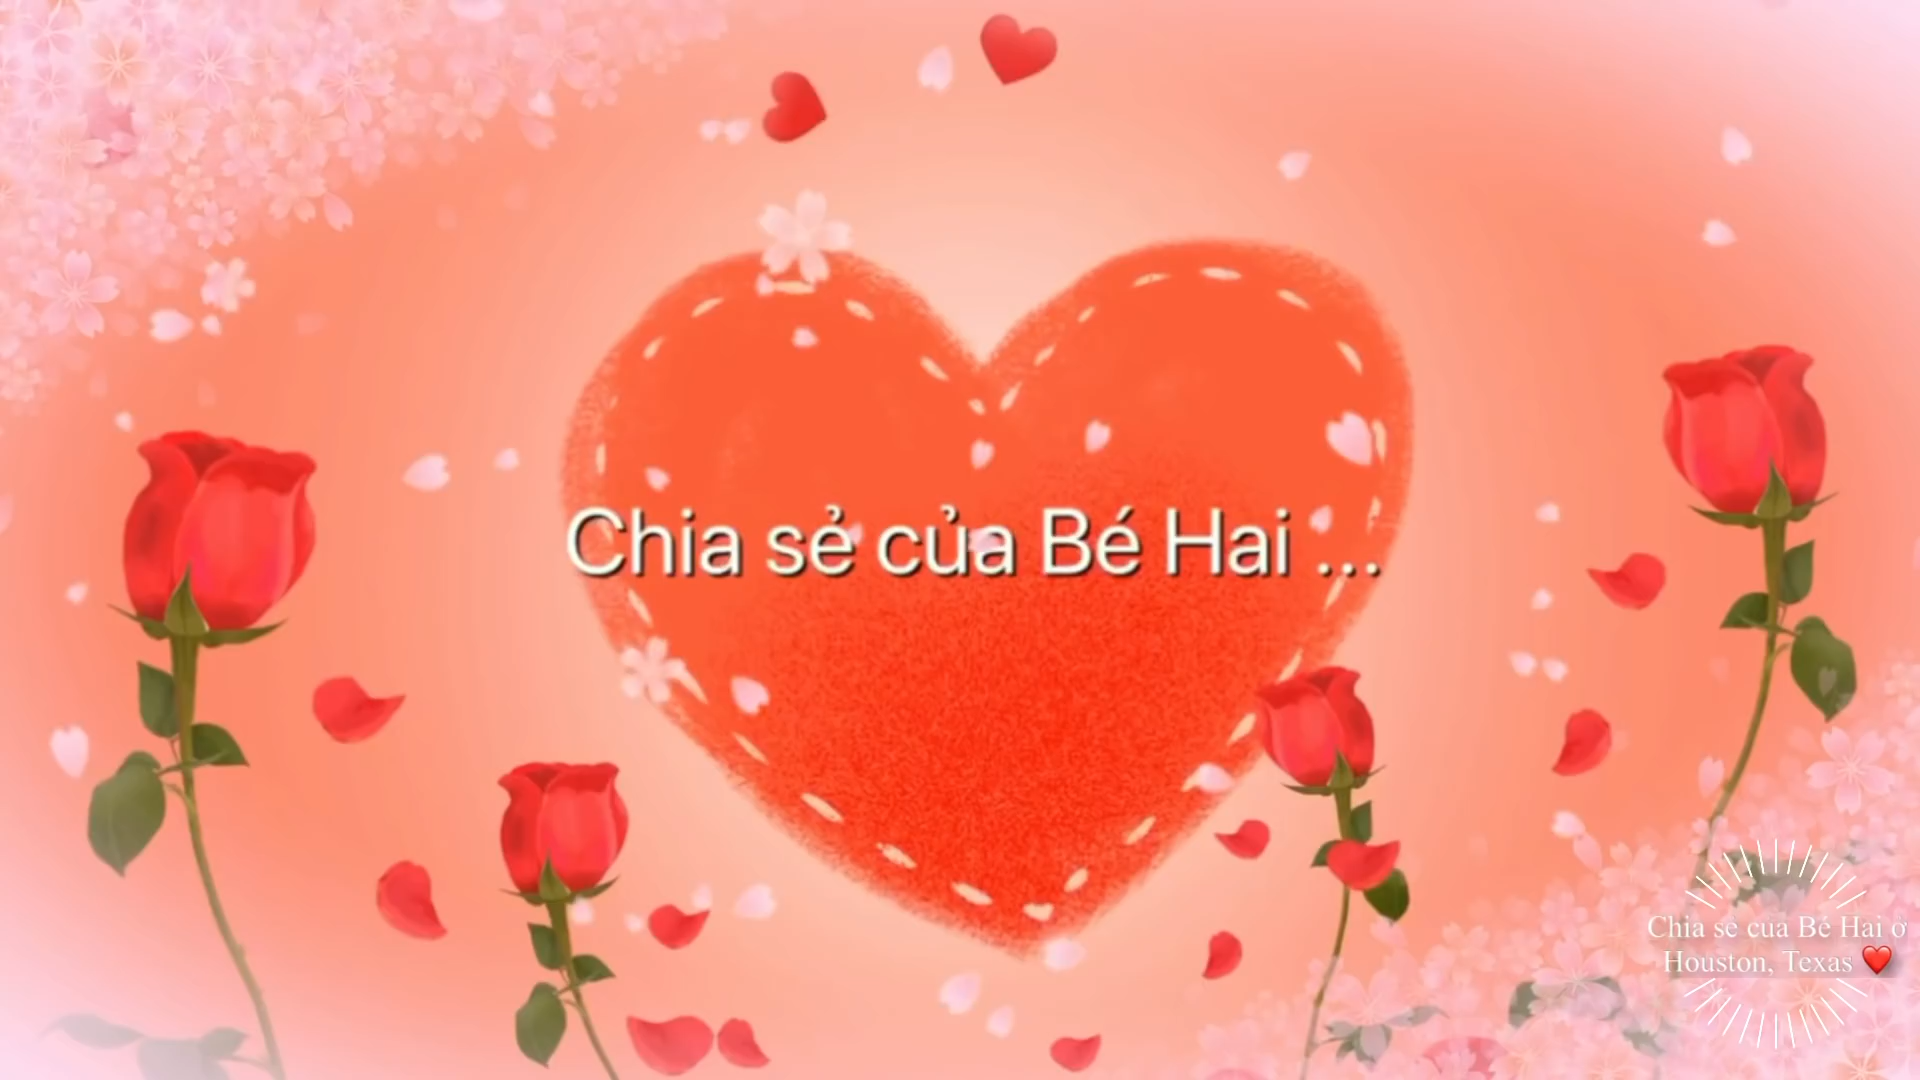 Chia sẻ của Bé Hai ...
Chia sẻ của Bé Hai ở
Houston, Texas ❤️